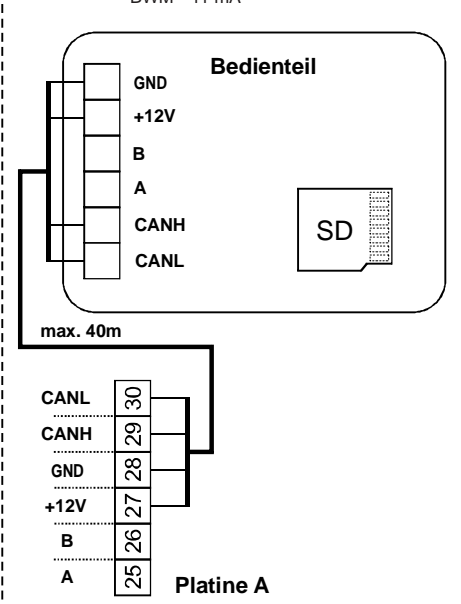 Bedienteil
GND
+12V
B
A
CANH
CANL
SD
max. 40m
CANL 30
CANH 29
GND 28
+12V 27
B 26
A 25
Platine A